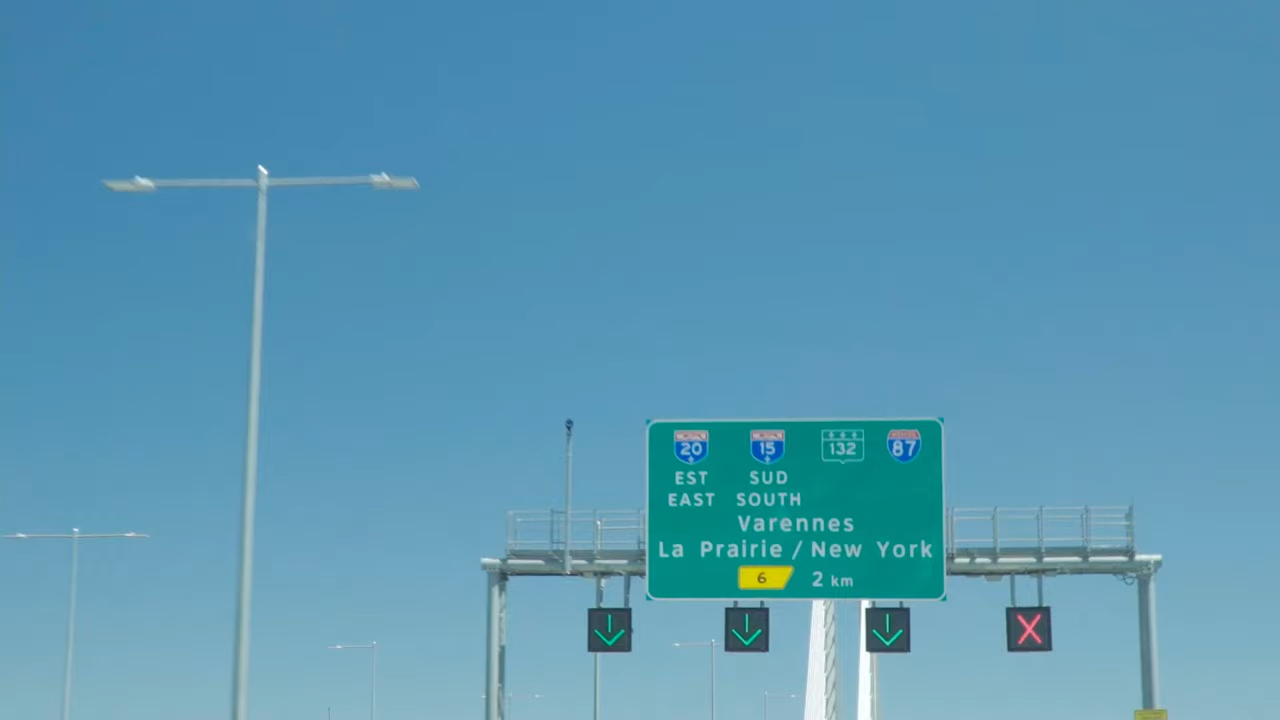 20 15 132 87
EST SUD
EAST SOUTH
Varennes
La Prairie / New York
6 2 km